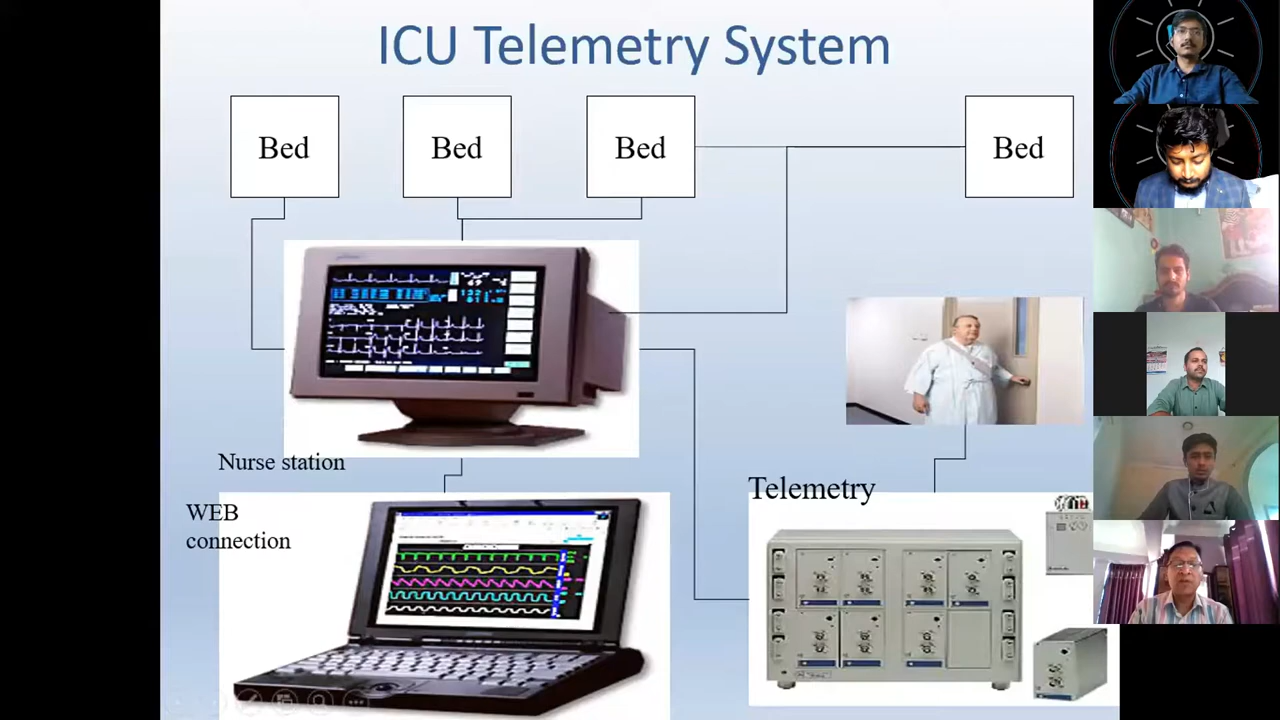 ICU Telemetry System
Bed
Bed
Bed
Bed
Nurse station
WEB
connection
Telemetry